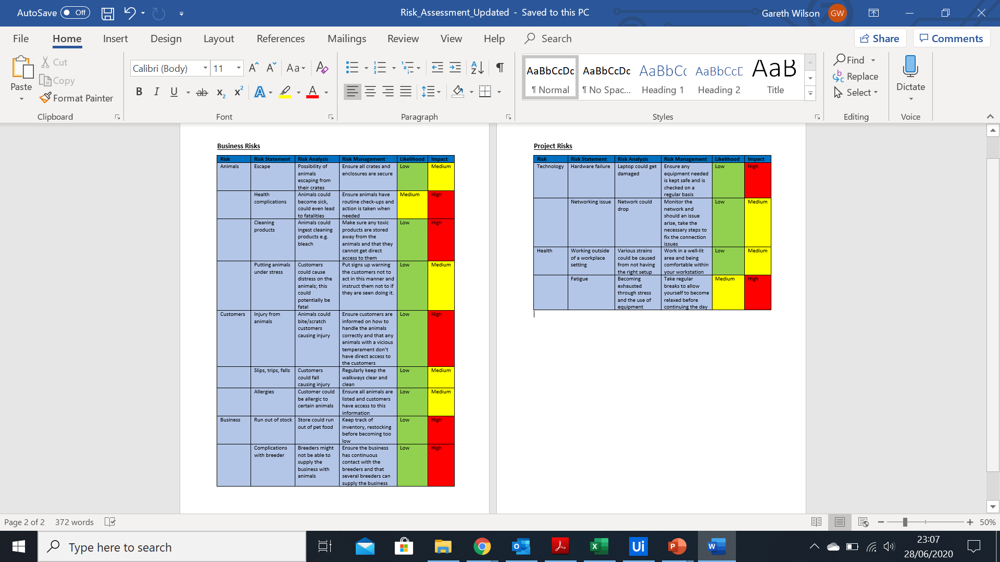 AutoSave Off
Risk_Assessment_Updated - Saved to this PC
Gareth Wilson GW
File Home Insert Design Layout References Mailings Review View Help Search
Share Comments
Paste
Cut
Copy
Format Painter
Clipboard
Calibri (Body) 11
Font
Paragraph
AaBbCcDc ¶ Normal
AaBbCcDc ¶ No Spac...
AaBbCc Heading 1
AaBbCcE Heading 2
AaB Title
Styles
Find
Replace
Select
Editing
Dictate
Voice
Business Risks
Risk Risk Statement Risk Analysis Risk Management Likelihood Impact
Animals Escape Possibility of Ensure all crates and Low Medium
animals enclosures are secure
escaping from
their crates
Health Animals could Ensure animals have Medium High
complications become sick, routine check-ups and
could even lead action is taken when
to fatalities needed
Cleaning Animals could Make sure any toxic Low High
products ingest cleaning products are stored
products e.g. away from the
bleach animals and that they
cannot get direct
access to them
Putting animals Customers Put signs up warning Low Medium
under stress could cause the customers not to
distress on the act in this manner and
animals; this instruct them not to if
could they are seen doing it.
potentially be
fatal
Customers Injury from Animals could Ensure customers are Low High
animals bite/scratch informed on how to
customers handle the animals
causing injury correctly and that any
animals with a vicious
temperament don't
have direct access to
the customers
Slips, trips, falls Customers Regularly keep the Low Medium
could fall walkways clear and
causing injury clean
Allergies Customer could Ensure all animals are Low Medium
be allergic to listed and customers
certain animals have access to this
information
Business Run out of stock Store could run Keep track of Low High
out of pet food inventory, restocking
before becoming too
low
Complications Breeders might Ensure the business Low High
with breeder not be able to has continuous
supply the contact with the
business with breeders and that
animals several breeders can
supply the business
Project Risks
Risk Risk Statement Risk Analysis Risk Management Likelihood Impact
Technology Hardware failure Laptop could get Ensure any Low High
damaged equipment needed
is kept safe and is
checked on a
regular basis
Networking issue Network could Monitor the Low Medium
drop network and
should an issue
arise, take the
necessary steps to
fix the connection
issues
Health Working outside Various strains Work in a well-lit Low Medium
of a workplace could be caused area and being
setting from not having comfortable within
the right setup your workstation
Fatigue Becoming Take regular Medium High
exhausted breaks to allow
through stress yourself to become
and the use of relaxed before
equipment continuing the day
Page 2 of 2 372 words
50%
Type here to search
23:07
28/06/2020